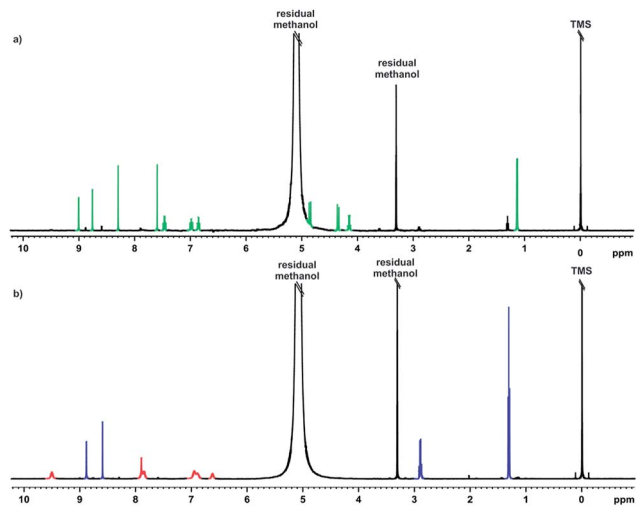 a)
residual
methanol
residual
methanol
TMS
10 9 8 7 6 5 4 3 2 1 0 ppm
b)
residual
methanol
residual
methanol
TMS
10 9 8 7 6 5 4 3 2 1 0 ppm